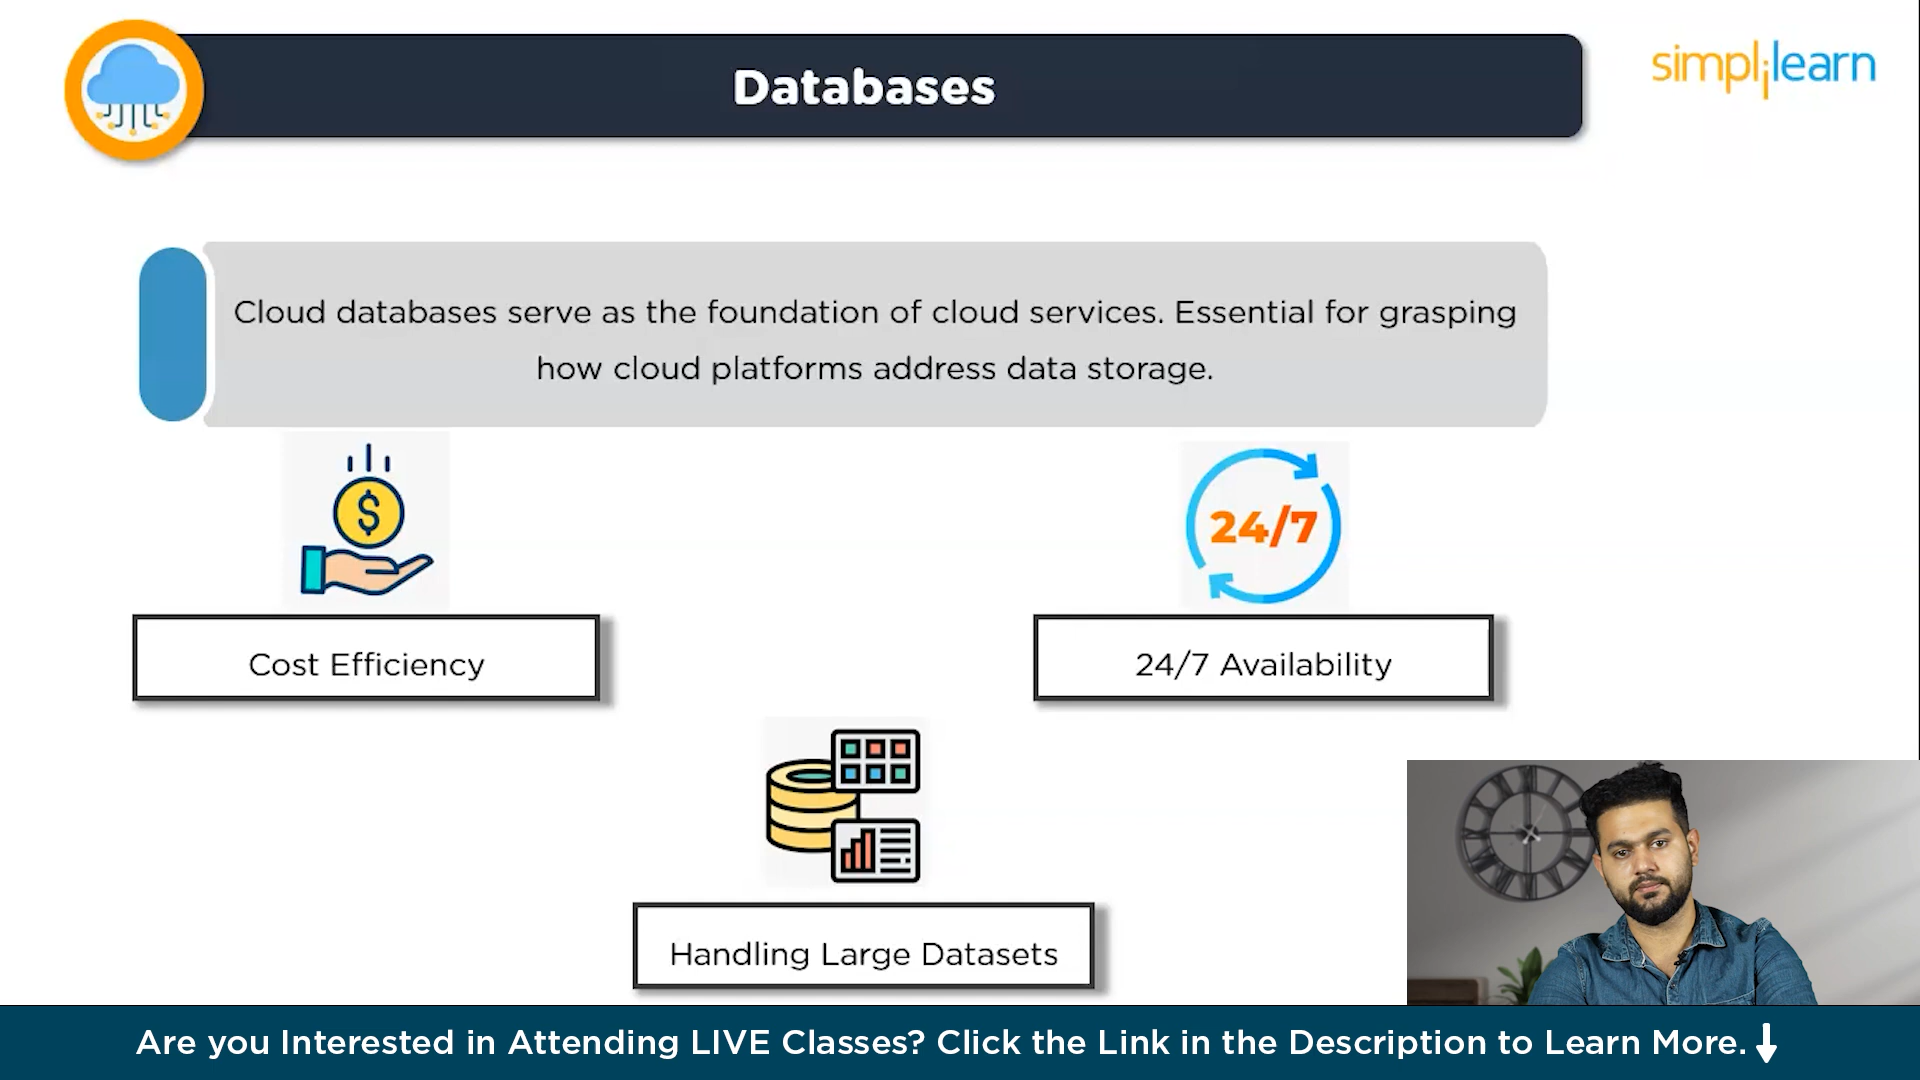 Databases
simplilearn
Cloud databases serve as the foundation of cloud services. Essential for grasping
how cloud platforms address data storage.
$
24/7
Cost Efficiency
24/7 Availability
Handling Large Datasets
Are you Interested in Attending LIVE Classes? Click the Link in the Description to Learn More.